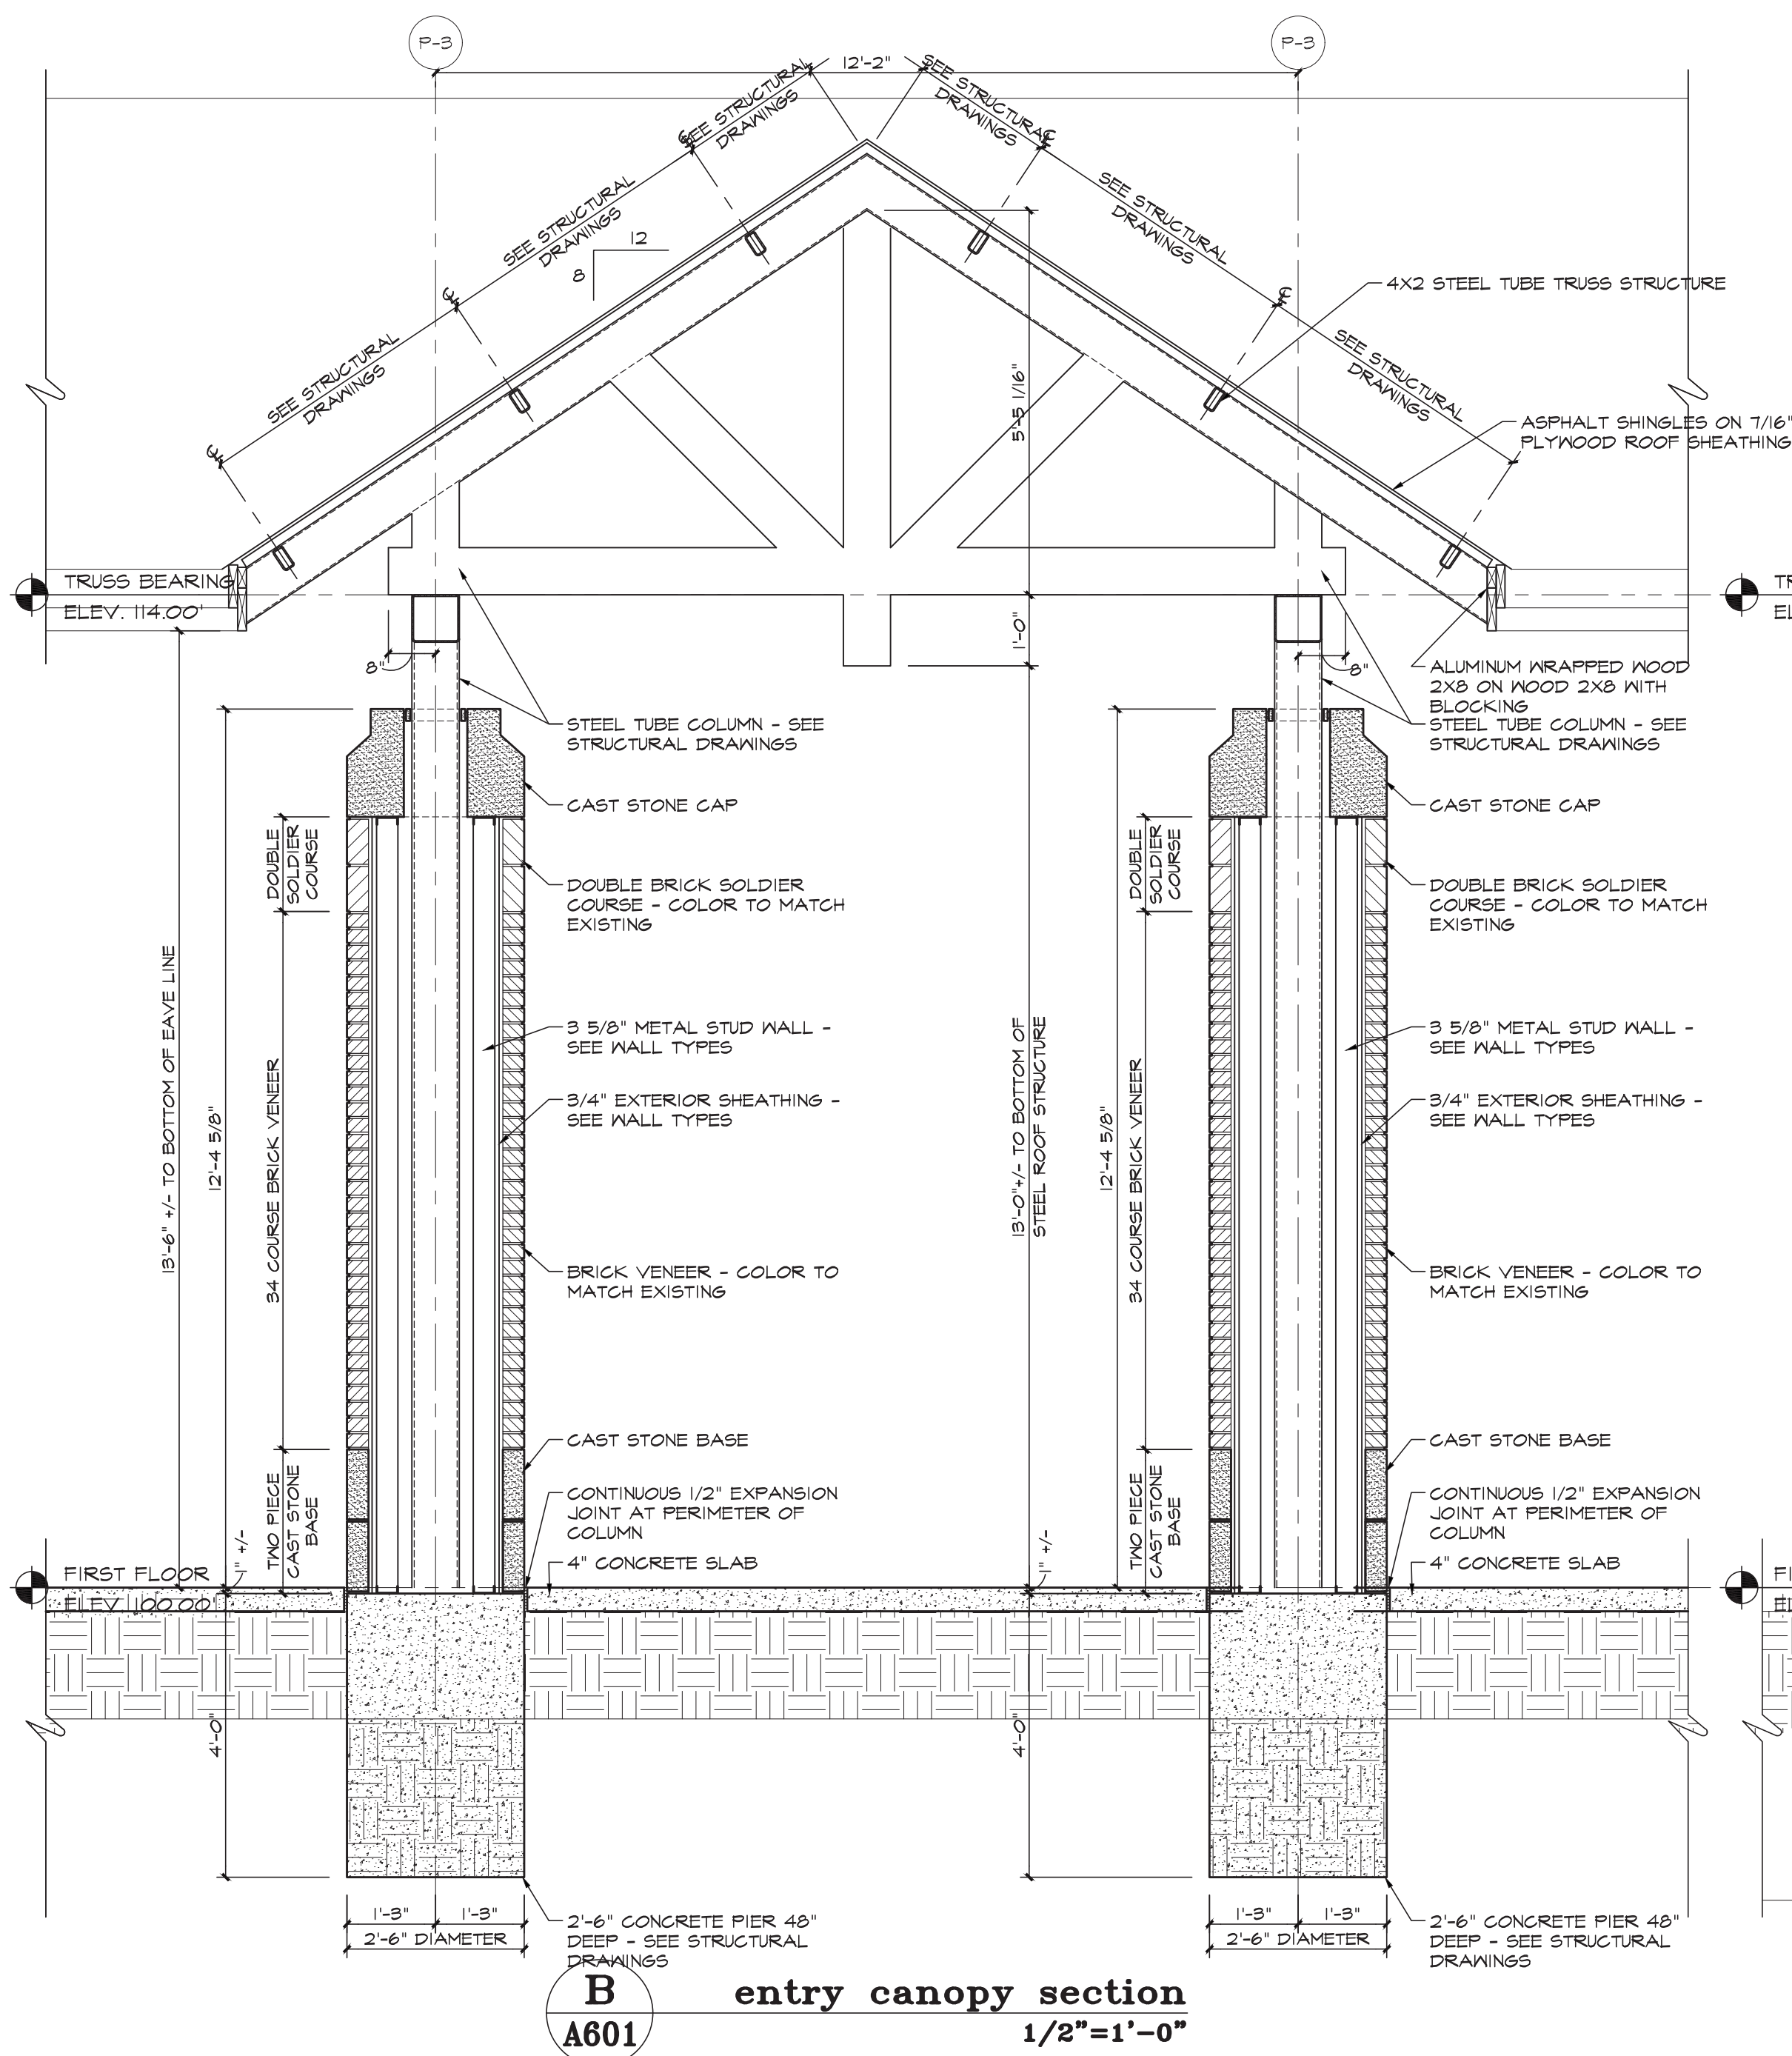 P-3
P-3
12'-2"
SEE STRUCTURAL
DRAWINGS
SEE STRUCTURAL
DRAWINGS
SEE STRUCTURAL
DRAWINGS
SEE STRUCTURAL
DRAWINGS
SEE STRUCTURAL
DRAWINGS
SEE STRUCTURAL
DRAWINGS
12
8
4X2 STEEL TUBE TRUSS STRUCTURE
5'-5 1/16"
ASPHALT SHINGLES ON 7/16"
PLYWOOD ROOF SHEATHING
TRUSS BEARING
ELEV. 114.00'
1'-0"
8"
8"
ALUMINUM WRAPPED WOOD
2X8 ON WOOD 2X8 WITH
BLOCKING
STEEL TUBE COLUMN - SEE
STRUCTURAL DRAWINGS
STEEL TUBE COLUMN - SEE
STRUCTURAL DRAWINGS
CAST STONE CAP
CAST STONE CAP
DOUBLE
SOLDIER
COURSE
DOUBLE
SOLDIER
COURSE
DOUBLE BRICK SOLDIER
COURSE - COLOR TO MATCH
EXISTING
DOUBLE BRICK SOLDIER
COURSE - COLOR TO MATCH
EXISTING
13'-6" +/- TO BOTTOM OF EAVE LINE
12'-4 5/8"
34 COURSE BRICK VENEER
13'-0"+/- TO BOTTOM OF
STEEL ROOF STRUCTURE
12'-4 5/8"
34 COURSE BRICK VENEER
3 5/8" METAL STUD WALL -
SEE WALL TYPES
3 5/8" METAL STUD WALL -
SEE WALL TYPES
3/4" EXTERIOR SHEATHING -
SEE WALL TYPES
3/4" EXTERIOR SHEATHING -
SEE WALL TYPES
BRICK VENEER - COLOR TO
MATCH EXISTING
BRICK VENEER - COLOR TO
MATCH EXISTING
CAST STONE BASE
CAST STONE BASE
TWO PIECE
CAST STONE
BASE
TWO PIECE
CAST STONE
BASE
CONTINUOUS 1/2" EXPANSION
JOINT AT PERIMETER OF
COLUMN
CONTINUOUS 1/2" EXPANSION
JOINT AT PERIMETER OF
COLUMN
1" +/-
1" +/-
4" CONCRETE SLAB
4" CONCRETE SLAB
FIRST FLOOR
ELEV. 100.00'
4'-0"
4'-0"
1'-3"
1'-3"
2'-6" DIAMETER
1'-3"
1'-3"
2'-6" DIAMETER
2'-6" CONCRETE PIER 48"
DEEP - SEE STRUCTURAL
DRAWINGS
2'-6" CONCRETE PIER 48"
DEEP - SEE STRUCTURAL
DRAWINGS
B
A601
entry canopy section
1/2"=1'-0"